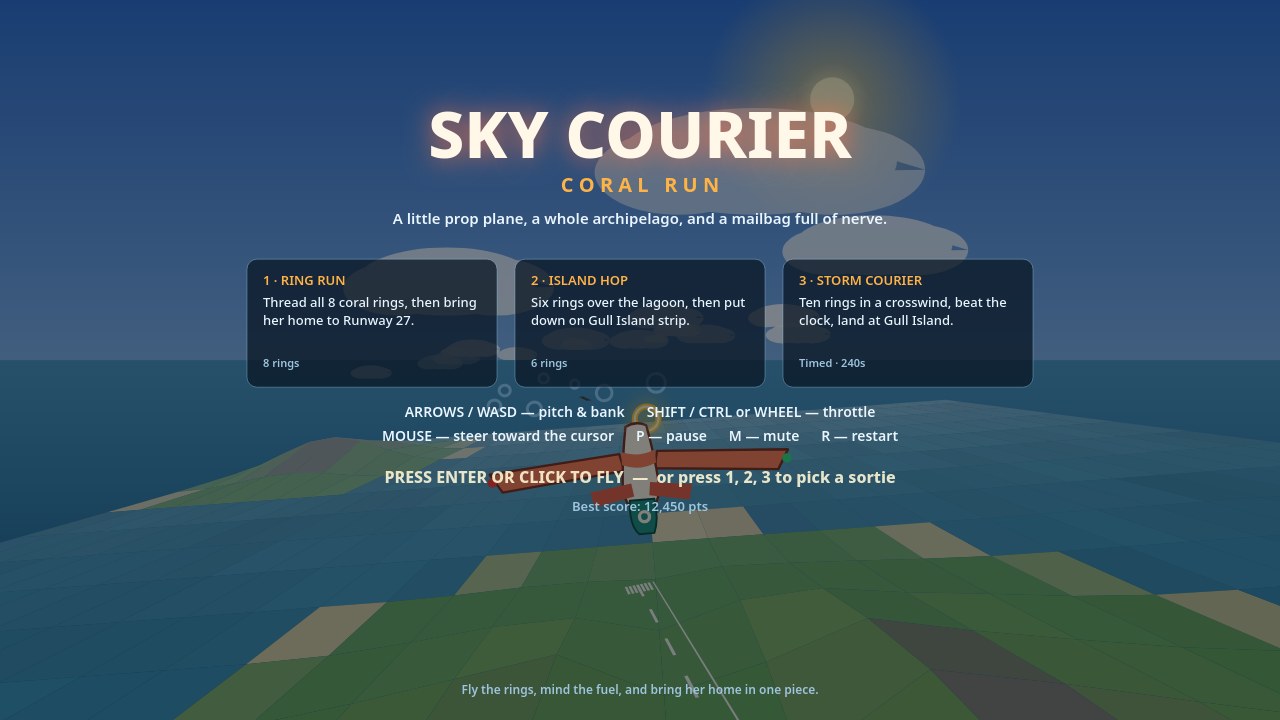 SKY COURIER
CORAL RUN
A little prop plane, a whole archipelago, and a mailbag full of nerve.
1 · RING RUN
Thread all 8 coral rings, then bring
her home to Runway 27.
8 rings
2 · ISLAND HOP
Six rings over the lagoon, then put
down on Gull Island strip.
6 rings
3 · STORM COURIER
Ten rings in a crosswind, beat the
clock, land at Gull Island.
Timed · 240s
ARROWS / WASD — pitch & bank SHIFT / CTRL or WHEEL — throttle
MOUSE — steer toward the cursor P — pause M — mute R — restart
PRESS ENTER OR CLICK TO FLY — or press 1, 2, 3 to pick a sortie
Best score: 12,450 pts
Fly the rings, mind the fuel, and bring her home in one piece.